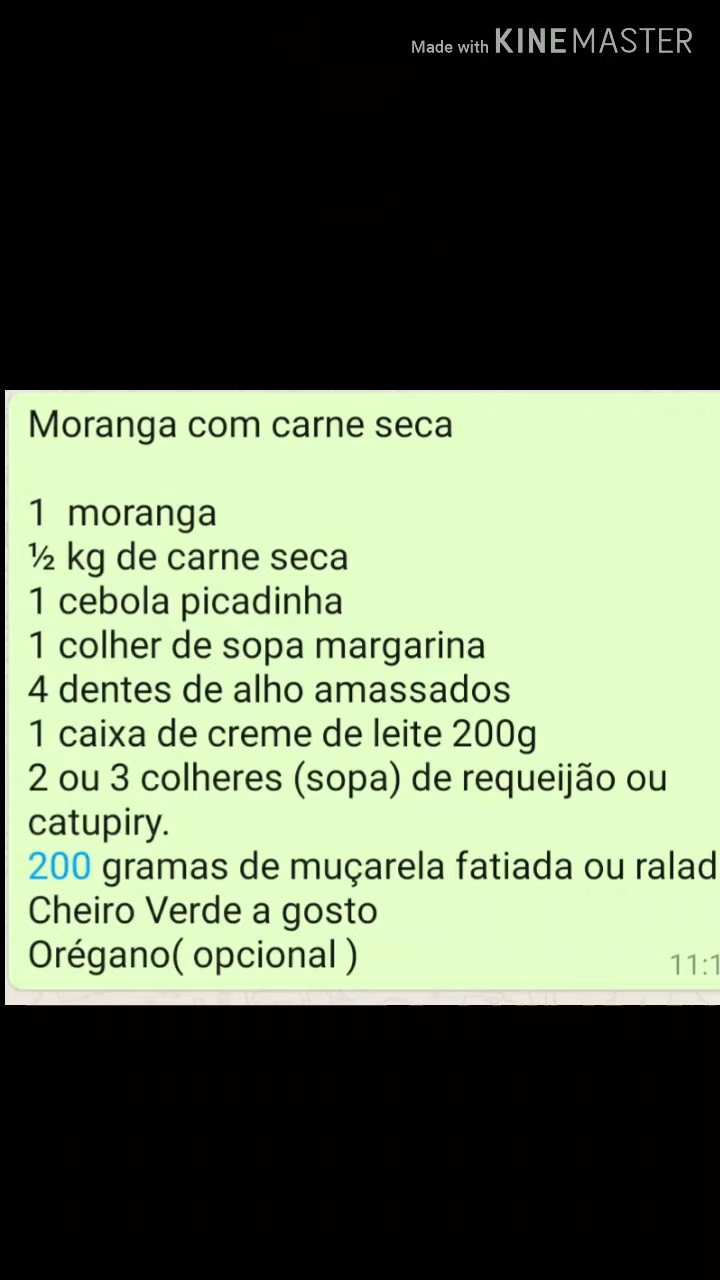 Made with KINEMASTER
Moranga com carne seca
1 moranga
½ kg de carne seca
1 cebola picadinha
1 colher de sopa margarina
4 dentes de alho amassados
1 caixa de creme de leite 200g
2 ou 3 colheres (sopa) de requeijão ou
catupiry.
200 gramas de muçarela fatiada ou ralad
Cheiro Verde a gosto
Orégano( opcional )
11:1